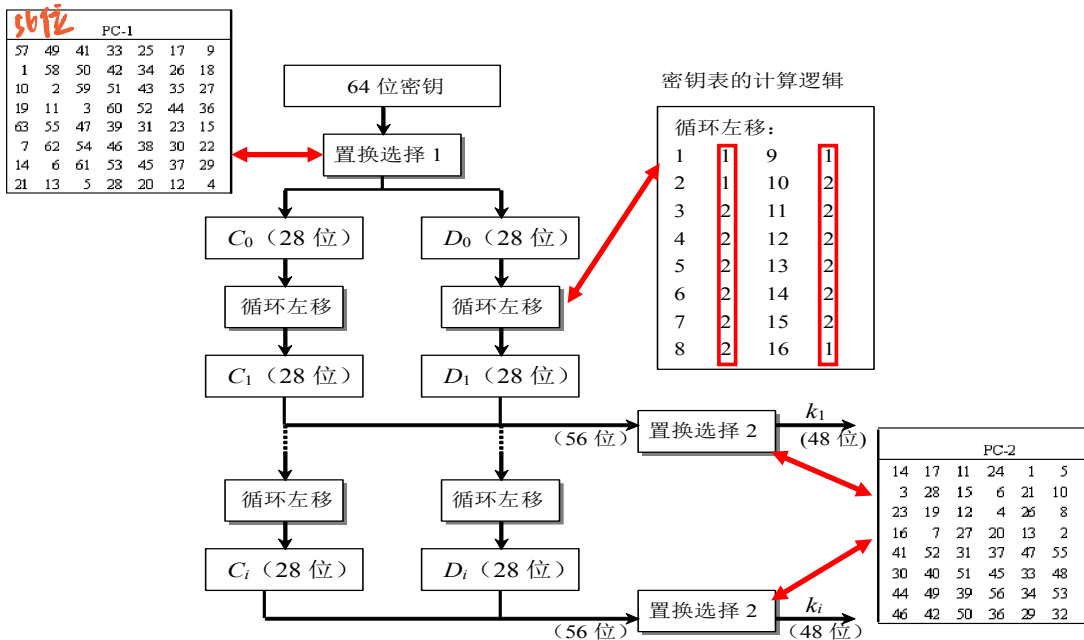 56位
PC-1
57 49 41 33 25 17 9
1 58 50 42 34 26 18
10 2 59 51 43 35 27
19 11 3 60 52 44 36
63 55 47 39 31 23 15
7 62 54 46 38 30 22
14 6 61 53 45 37 29
21 13 5 28 20 12 4
64 位密钥
置换选择 1
C0（28 位）
D0（28 位）
循环左移
循环左移
C1（28 位）
D1（28 位）
（56 位）
置换选择 2
k1
(48 位)
循环左移
循环左移
Ci（28 位）
Di（28 位）
（56 位）
置换选择 2
ki
（48 位）
密钥表的计算逻辑
循环左移：
1 1 9 1
2 1 10 2
3 2 11 2
4 2 12 2
5 2 13 2
6 2 14 2
7 2 15 2
8 2 16 1
PC-2
14 17 11 24 1 5
3 28 15 6 21 10
23 19 12 4 26 8
16 7 27 20 13 2
41 52 31 37 47 55
30 40 51 45 33 48
44 49 39 56 34 53
46 42 50 36 29 32